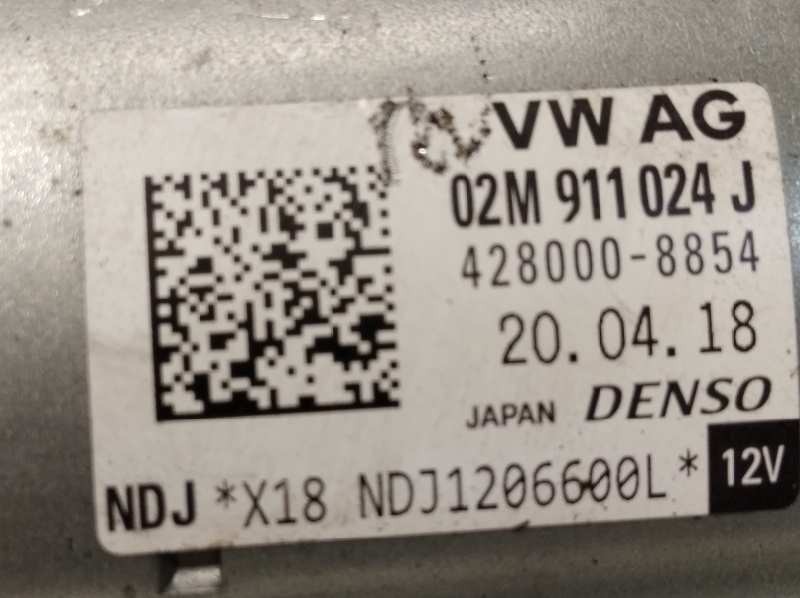 VW AG
02M 911 024 J
428000-8854
20.04.18
JAPAN DENSO
NDJ *X18 NDJ1206600L* 12V